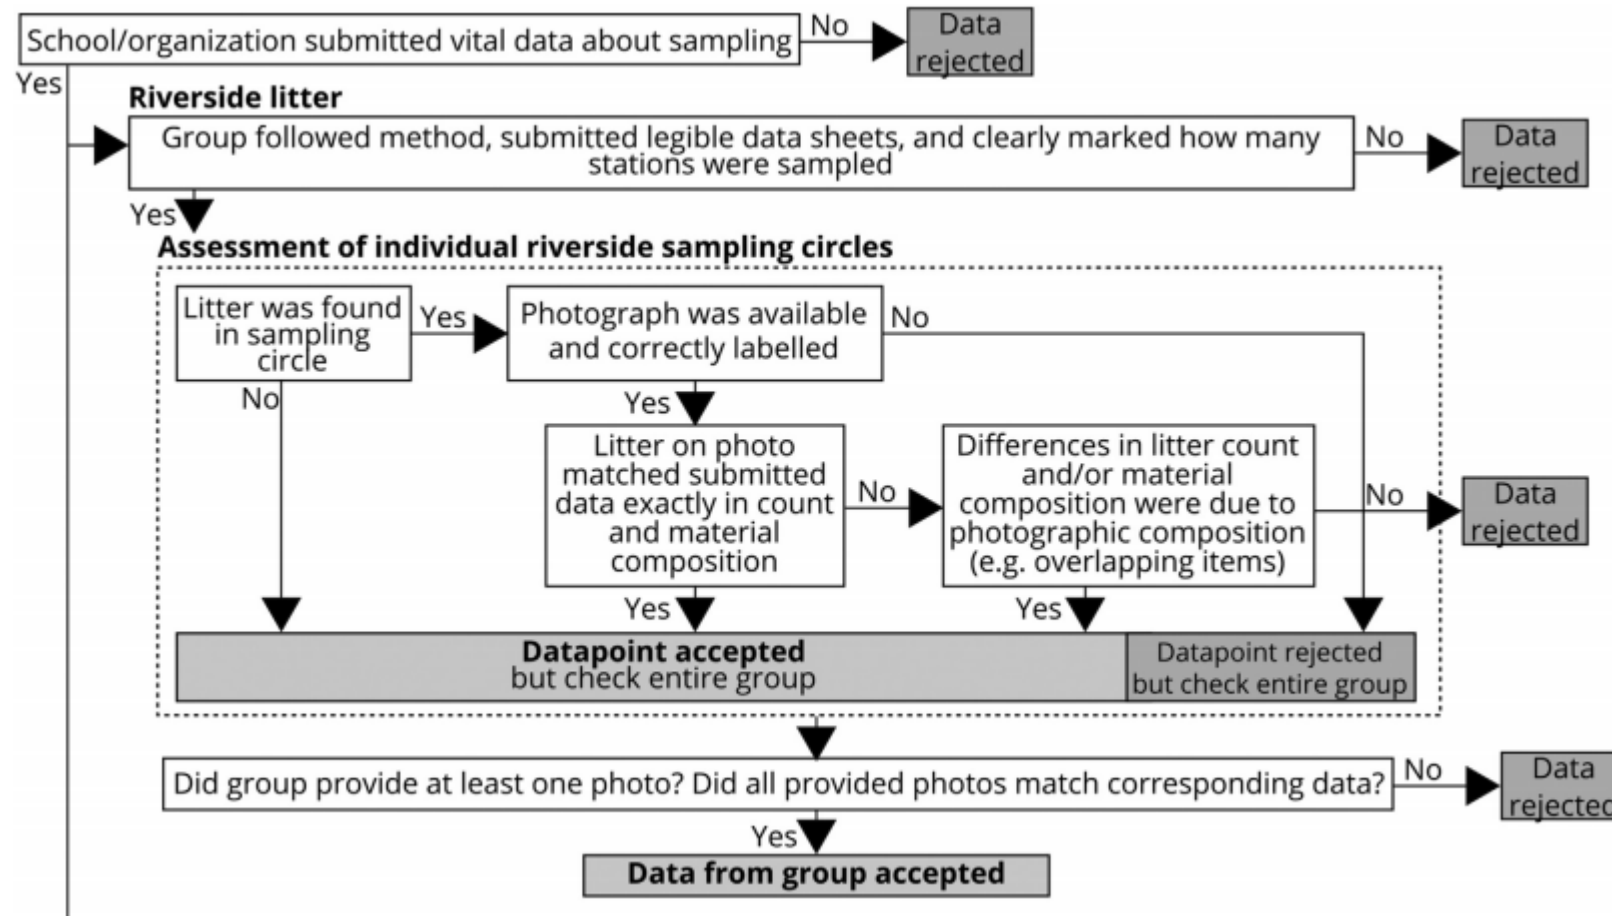 School/organization submitted vital data about sampling
No
Data
rejected
Yes
Riverside litter
Group followed method, submitted legible data sheets, and clearly marked how many
stations were sampled
No
Data
rejected
Yes
Assessment of individual riverside sampling circles
Litter was found
in sampling
circle
Yes
Photograph was available
and correctly labelled
No
No
Yes
Litter on photo
matched submitted
data exactly in count
and material
composition
No
Differences in litter count
and/or material
composition were due to
photographic composition
(e.g. overlapping items)
No
Data
rejected
Yes
Yes
Datapoint accepted
but check entire group
Datapoint rejected
but check entire group
Did group provide at least one photo? Did all provided photos match corresponding data?
No
Data
rejected
Yes
Data from group accepted